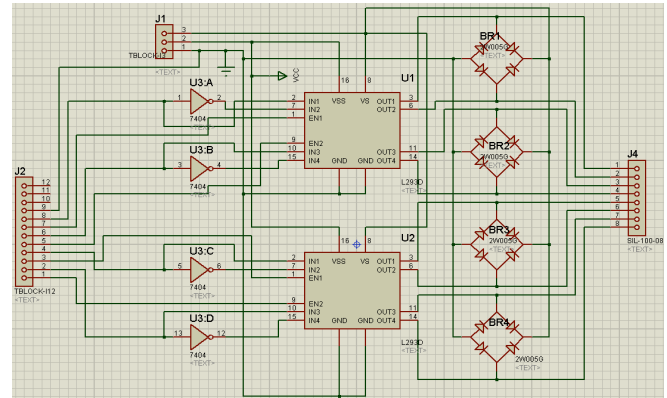 J1
3
2
1
TBLOCK-I3
<TEXT>
VCC
U3:A
1 2
7404
<TEXT>
U3:B
3 4
7404
<TEXT>
J2
12
11
10
9
8
7
6
5
4
3
2
1
TBLOCK-I12
<TEXT>
U3:C
5 6
7404
<TEXT>
U3:D
13 12
7404
<TEXT>
U1
16 8
VSS VS
2 IN1 OUT1 3
7 IN2 OUT2 6
1 EN1
9 EN2
10 IN3 OUT3 11
15 IN4 GND GND OUT4 14
L293D
<TEXT>
U2
16 8
VSS VS
2 IN1 OUT1 3
7 IN2 OUT2 6
1 EN1
9 EN2
10 IN3 OUT3 11
15 IN4 GND GND OUT4 14
L293D
<TEXT>
BR1
2W005G
<TEXT>
BR2
2W005G
<TEXT>
BR3
2W005G
<TEXT>
BR4
2W005G
<TEXT>
J4
1
2
3
4
5
6
7
8
SIL-100-08
<TEXT>